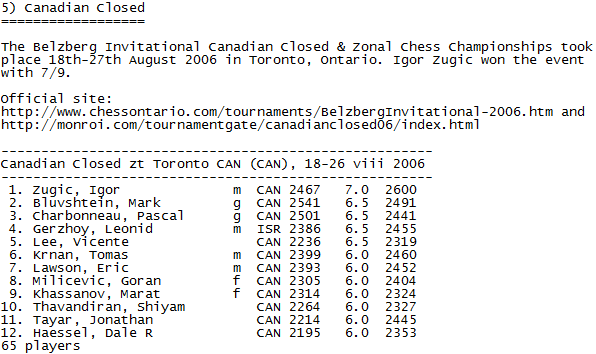 5) Canadian Closed
==================
The Belzberg Invitational Canadian Closed & Zonal Chess Championships took
place 18th-27th August 2006 in Toronto, Ontario. Igor Zugic won the event
with 7/9.
Official site:
http://www.chessontario.com/tournaments/BelzbergInvitational-2006.htm and
http://monroi.com/tournamentgate/canadianclosed06/index.html
------------------------------------------------------
Canadian Closed zt Toronto CAN (CAN), 18-26 viii 2006
------------------------------------------------------
1. Zugic, Igor m CAN 2467 7.0 2600
2. Bluvshtein, Mark g CAN 2541 6.5 2491
3. Charbonneau, Pascal g CAN 2501 6.5 2441
4. Gerzhoy, Leonid m ISR 2386 6.5 2455
5. Lee, Vicente CAN 2236 6.5 2319
6. Krnan, Tomas m CAN 2399 6.0 2460
7. Lawson, Eric m CAN 2393 6.0 2452
8. Milicevic, Goran f CAN 2305 6.0 2404
9. Khassanov, Marat f CAN 2314 6.0 2324
10. Thavandiran, Shiyam CAN 2264 6.0 2327
11. Tayar, Jonathan CAN 2214 6.0 2445
12. Haessel, Dale R CAN 2195 6.0 2353
65 players